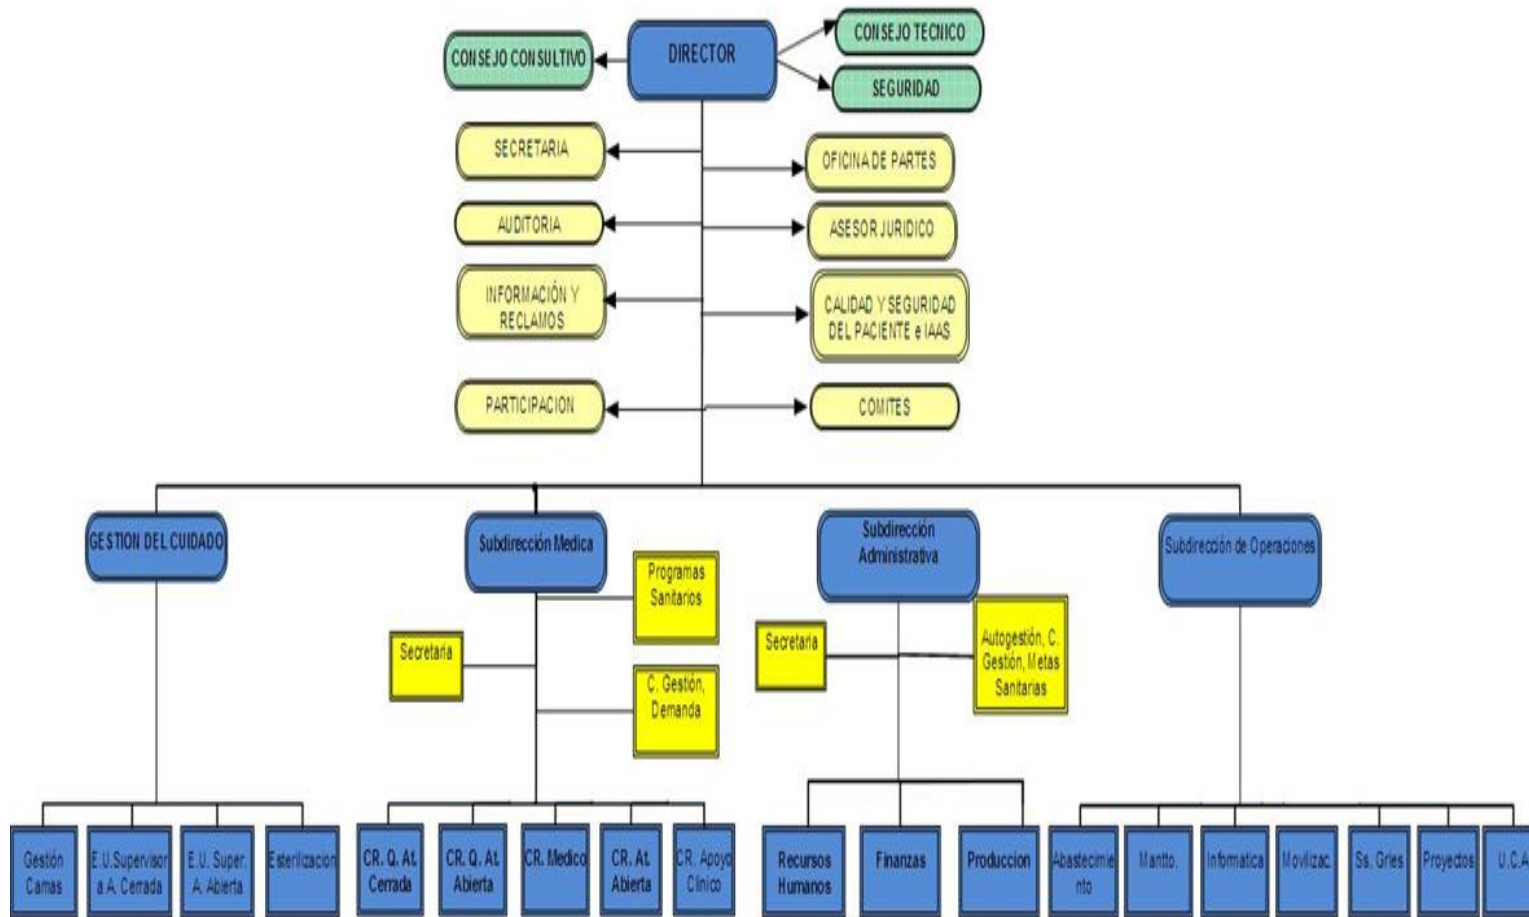 CONSEJO CONSULTIVO
DIRECTOR
CONSEJO TECNICO
SEGURIDAD
SECRETARIA
OFICINA DE PARTES
AUDITORIA
ASESOR JURIDICO
INFORMACIÓN Y
RECLAMOS
CALIDAD Y SEGURIDAD
DEL PACIENTE e IAAS
PARTICIPACION
COMITES
GESTION DEL CUIDADO
Subdirección Medica
Subdirección
Administrativa
Subdirección de Operaciones
Programas
Sanitarios
Secretaria
C. Gestión,
Demanda
Secretaria
Autogestión, C.
Gestión, Metas
Sanitarias
Gestión
Camas
E.U.Supervisor
a A. Cerrada
E.U. Super.
A. Abierta
Esterilizacion
CR. Q. At.
Cerrada
CR. Q. At.
Abierta
CR. Medico
CR. At.
Abierta
CR. Apoyo
Clínico
Recursos
Humanos
Finanzas
Produccion
Abastecimie
nto
Mantto.
Informatica
Movilizac.
Ss. Grles
Proyectos
U.C.A